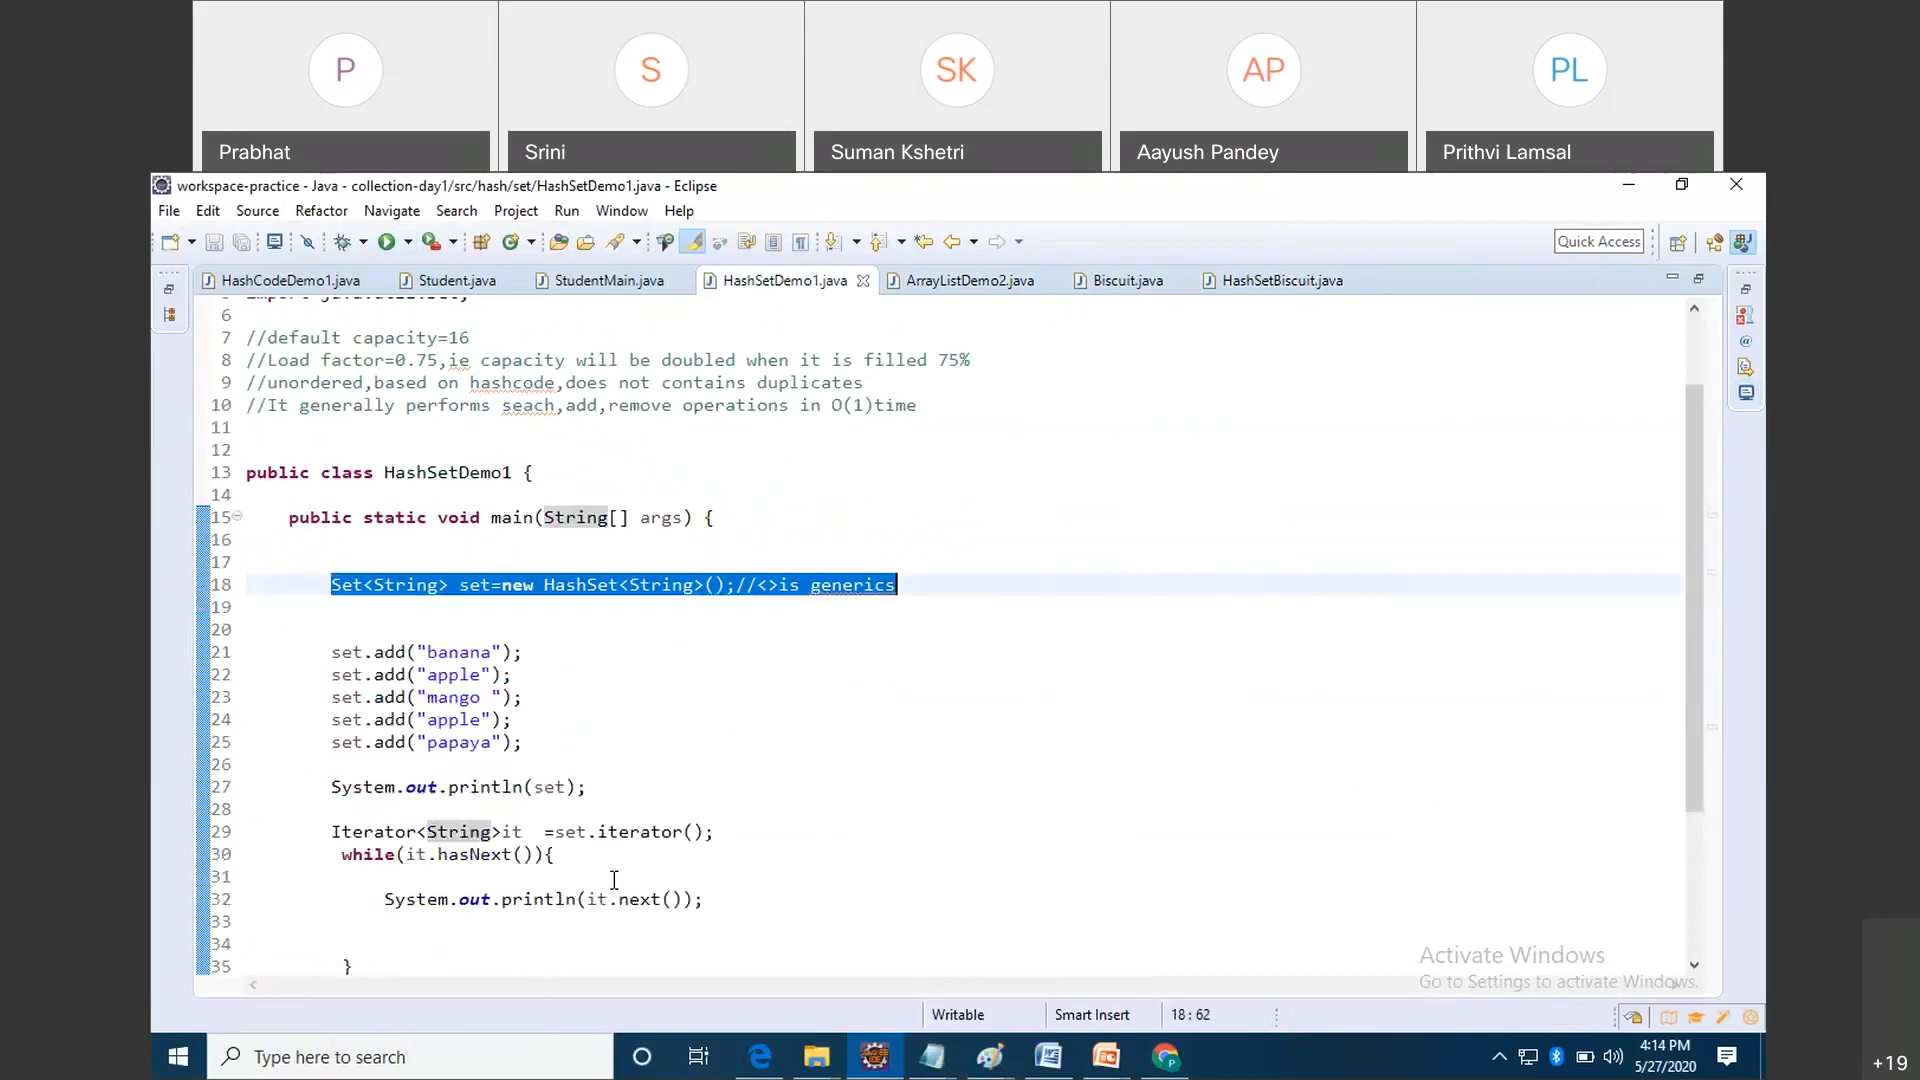 P
S
SK
AP
PL
Prabhat
Srini
Suman Kshetri
Aayush Pandey
Prithvi Lamsal
workspace-practice - Java - collection-day1/src/hash/set/HashSetDemo1.java - Eclipse
File Edit Source Refactor Navigate Search Project Run Window Help
Quick Access
HashCodeDemo1.java Student.java StudentMain.java HashSetDemo1.java ArrayListDemo2.java Biscuit.java HashSetBiscuit.java
6
7 //default capacity=16
8 //Load factor=0.75,ie capacity will be doubled when it is filled 75%
9 //unordered,based on hashcode,does not contains duplicates
10 //It generally performs seach,add,remove operations in O(1)time
11
12
13 public class HashSetDemo1 {
14
15 public static void main(String[] args) {
16
17
18 Set<String> set=new HashSet<String>();//<>is generics
19
20
21 set.add("banana");
22 set.add("apple");
23 set.add("mango ");
24 set.add("apple");
25 set.add("papaya");
26
27 System.out.println(set);
28
29 Iterator<String>it  =set.iterator();
30 while(it.hasNext()){
31
32 System.out.println(it.next());
33
34
35 }
Activate Windows
Go to Settings to activate Windows.
Writable Smart Insert 18 : 62
Type here to search
4:14 PM
5/27/2020
+19